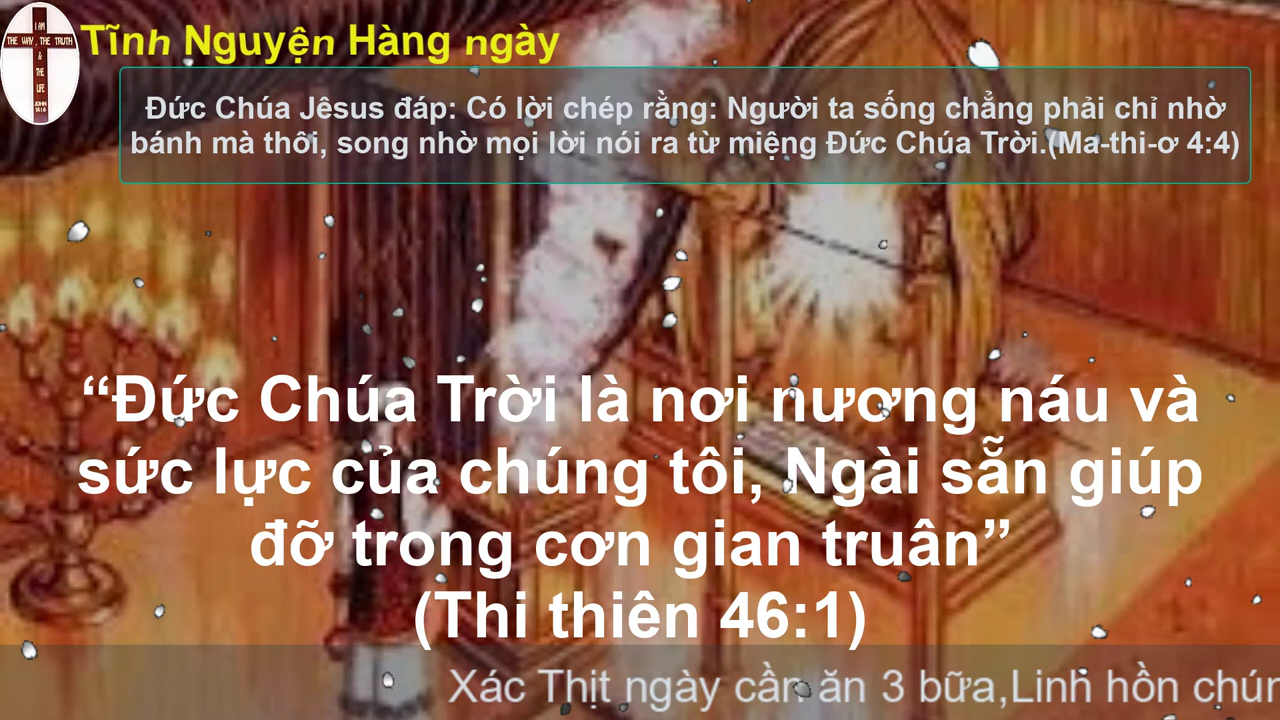 I AM
THE WAY, THE TRUTH
&
THE
LIFE
JOHN
Tĩnh Nguyện Hàng ngày
Đức Chúa Jêsus đáp: Có lời chép rằng: Người ta sống chẳng phải chỉ nhờ
bánh mà thôi, song nhờ mọi lời nói ra từ miệng Đức Chúa Trời.(Ma-thi-ơ 4:4)
“Đức Chúa Trời là nơi nương náu và
sức lực của chúng tôi, Ngài sẵn giúp
đỡ trong cơn gian truân”
(Thi thiên 46:1)
Xác Thịt ngày cần ăn 3 bữa,Linh hồn